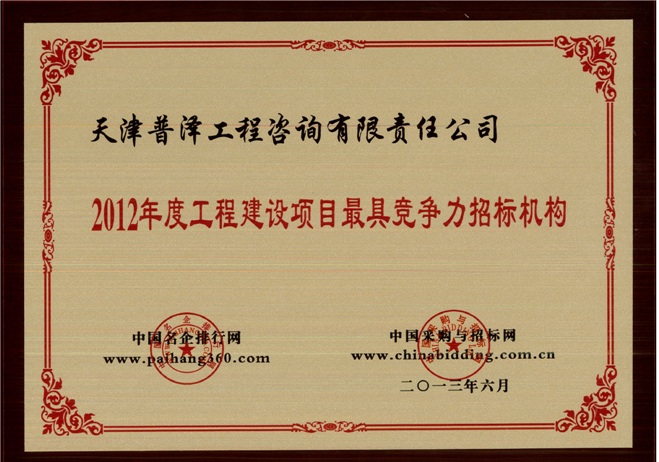 天津普泽工程咨询有限责任公司
2012年度工程建设项目最具竞争力招标机构
中国名企排行网
www.paihang360.com
中国采购与招标网
www.chinabidding.com.cn
二〇一三年六月